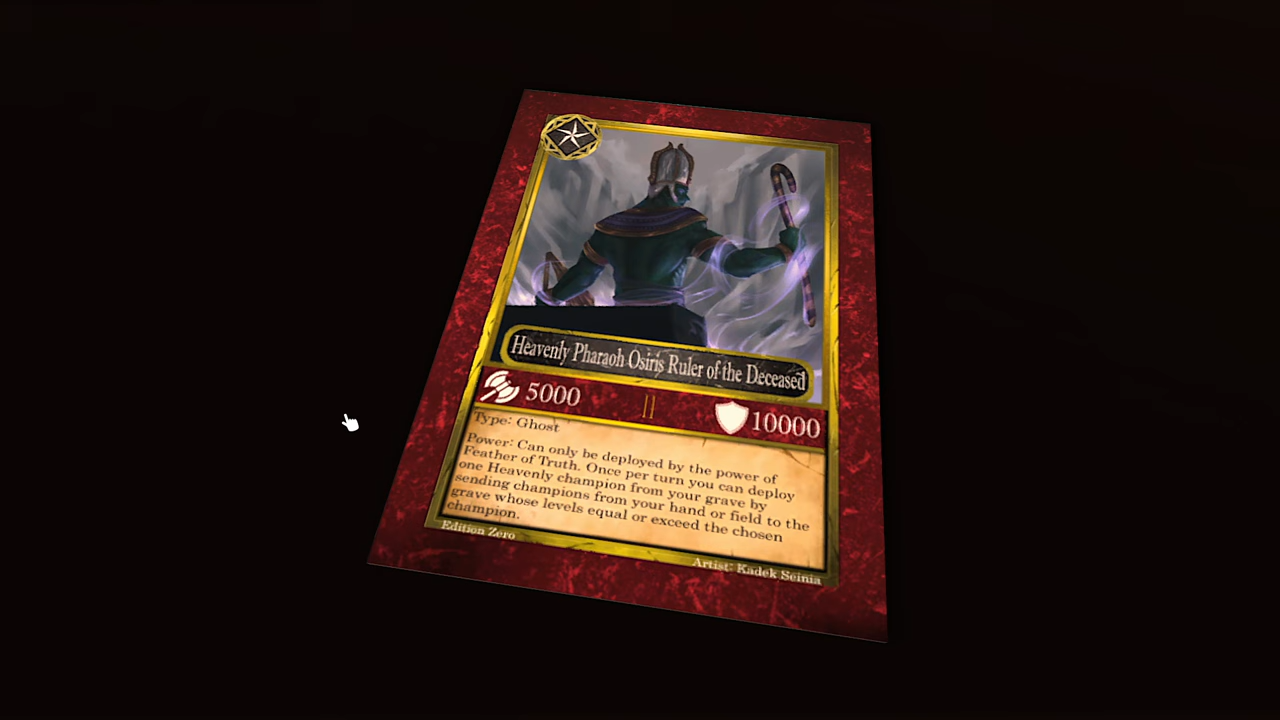 Heavenly Pharaoh Osiris Ruler of the Deceased
5000
10000
Type: Ghost
Power: Can only be deployed by the power of
Feather of Truth. Once per turn you can deploy
one Heavenly champion from your grave by
sending champions from your hand or field to the
grave whose levels equal or exceed the chosen
champion.
Edition Zero
Artist: Kadek Seinia